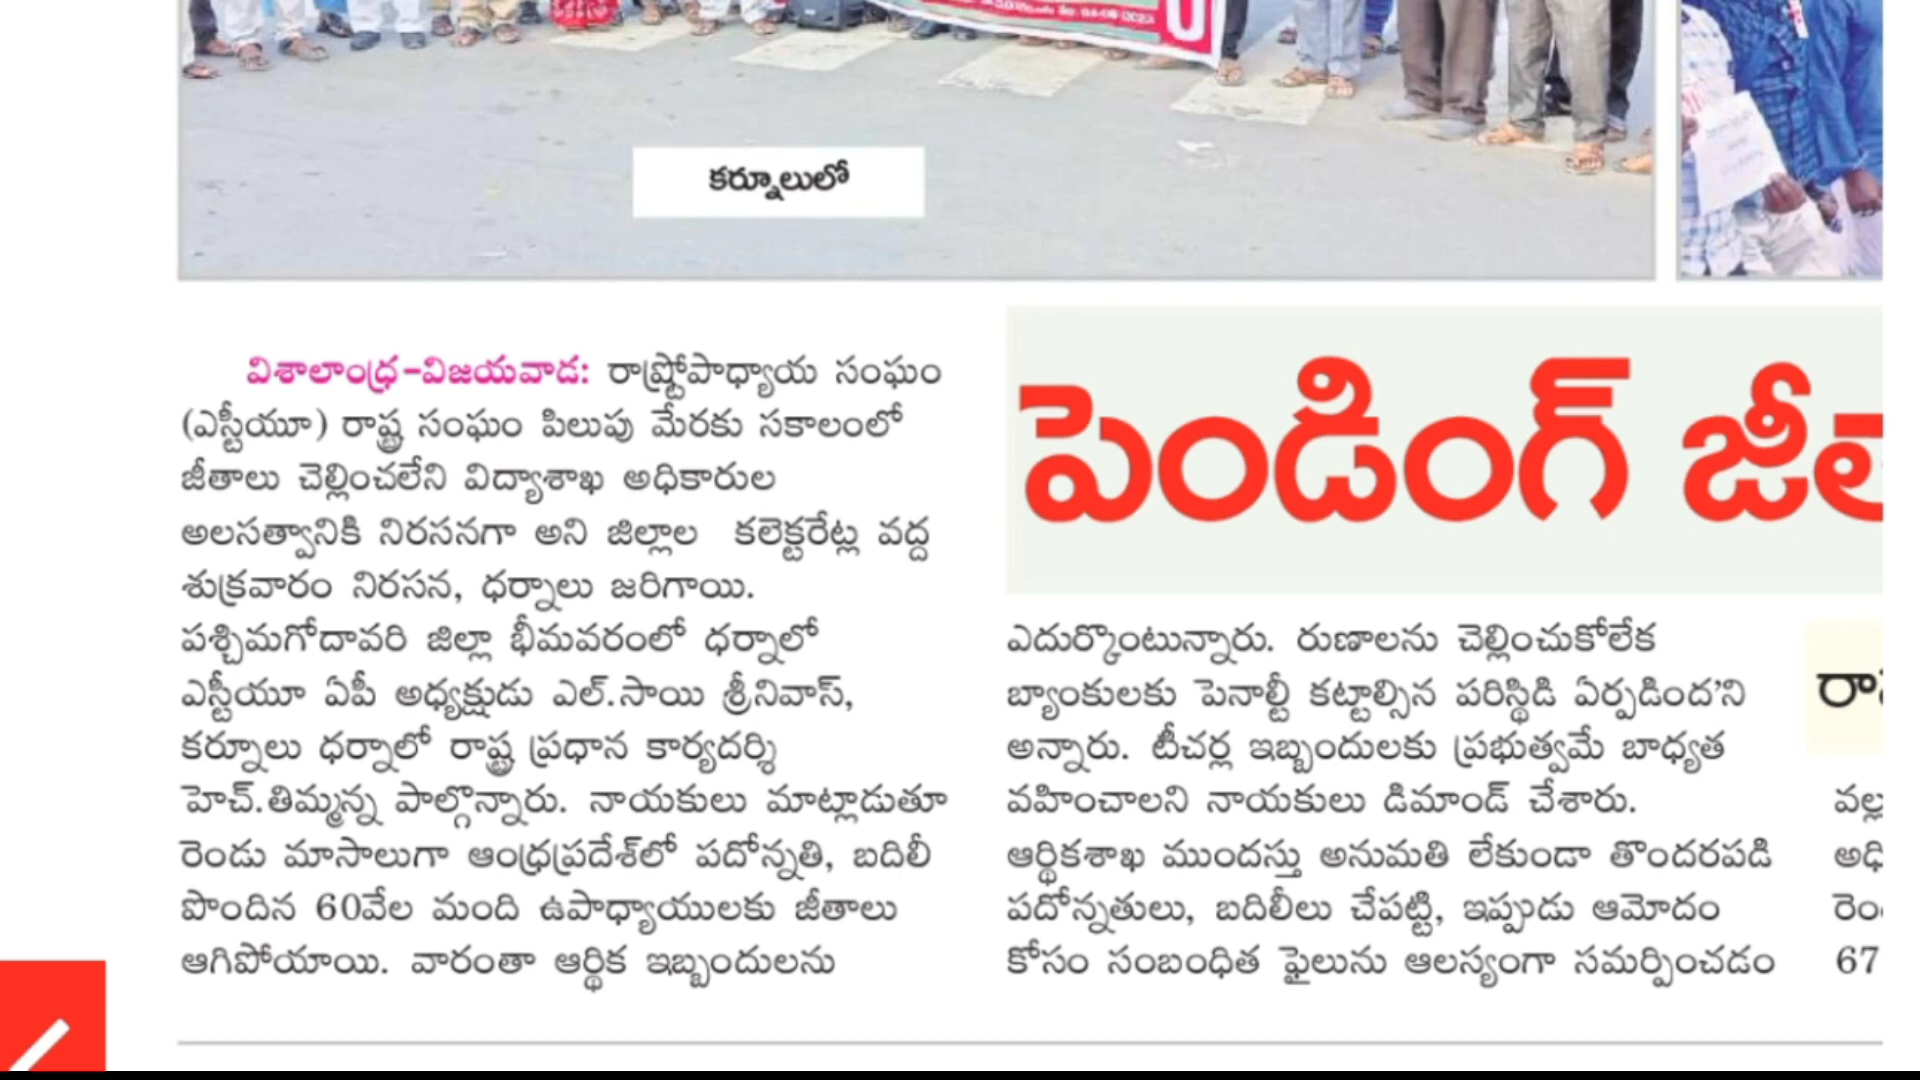 కర్నూలులో
పెండింగ్ జీ
విశాలాంధ్ర-విజయవాడ: రాష్ట్రోపాధ్యాయ సంఘం
(ఎస్టీయూ) రాష్ట్ర సంఘం పిలుపు మేరకు సకాలంలో
జీతాలు చెల్లించలేని విద్యాశాఖ అధికారుల
అలసత్వానికి నిరసనగా అని జిల్లాల కలెక్టరేట్ల వద్ద
శుక్రవారం నిరసన, ధర్నాలు జరిగాయి.
పశ్చిమగోదావరి జిల్లా భీమవరంలో ధర్నాలో
ఎస్టీయూ ఏపీ అధ్యక్షుడు ఎల్.సాయి శ్రీనివాస్,
కర్నూలు ధర్నాలో రాష్ట్ర ప్రధాన కార్యదర్శి
హెచ్.తిమ్మన్న పాల్గొన్నారు. నాయకులు మాట్లాడుతూ
రెండు మాసాలుగా ఆంధ్రప్రదేశ్‌లో పదోన్నతి, బదిలీ
పొందిన 60వేల మంది ఉపాధ్యాయులకు జీతాలు
ఆగిపోయాయి. వారంతా ఆర్థిక ఇబ్బందులను
ఎదుర్కొంటున్నారు. రుణాలను చెల్లించుకోలేక
బ్యాంకులకు పెనాల్టీ కట్టాల్సిన పరిస్థిడి ఏర్పడింద'ని
అన్నారు. టీచర్ల ఇబ్బందులకు ప్రభుత్వమే బాధ్యత
వహించాలని నాయకులు డిమాండ్ చేశారు.
ఆర్థికశాఖ ముందస్తు అనుమతి లేకుండా తొందరపడి
పదోన్నతులు, బదిలీలు చేపట్టి, ఇప్పుడు ఆమోదం
కోసం సంబంధిత ఫైలును ఆలస్యంగా సమర్పించడం
రా
వల్ల
అధి
రెం
67